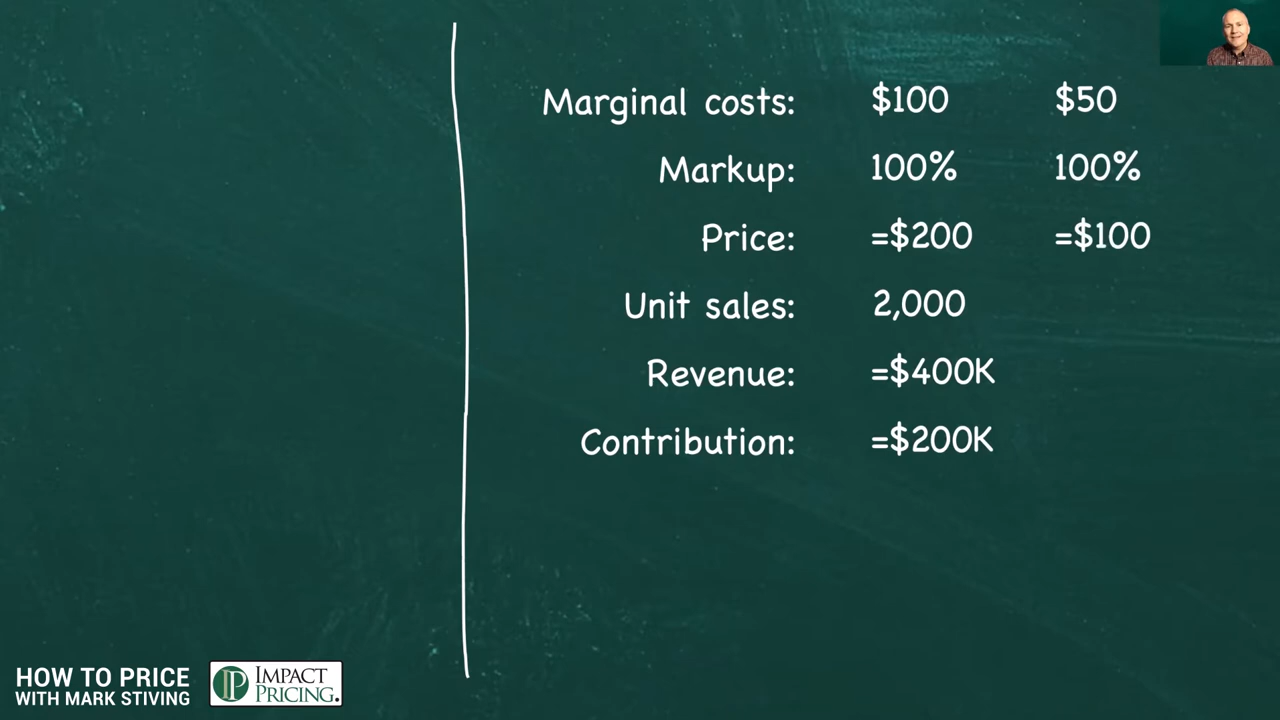 Marginal costs: $100 $50
Markup: 100% 100%
Price: =$200 =$100
Unit sales: 2,000
Revenue: =$400K
Contribution: =$200K
HOW TO PRICE
WITH MARK STIVING
IP
IMPACT
PRICING.